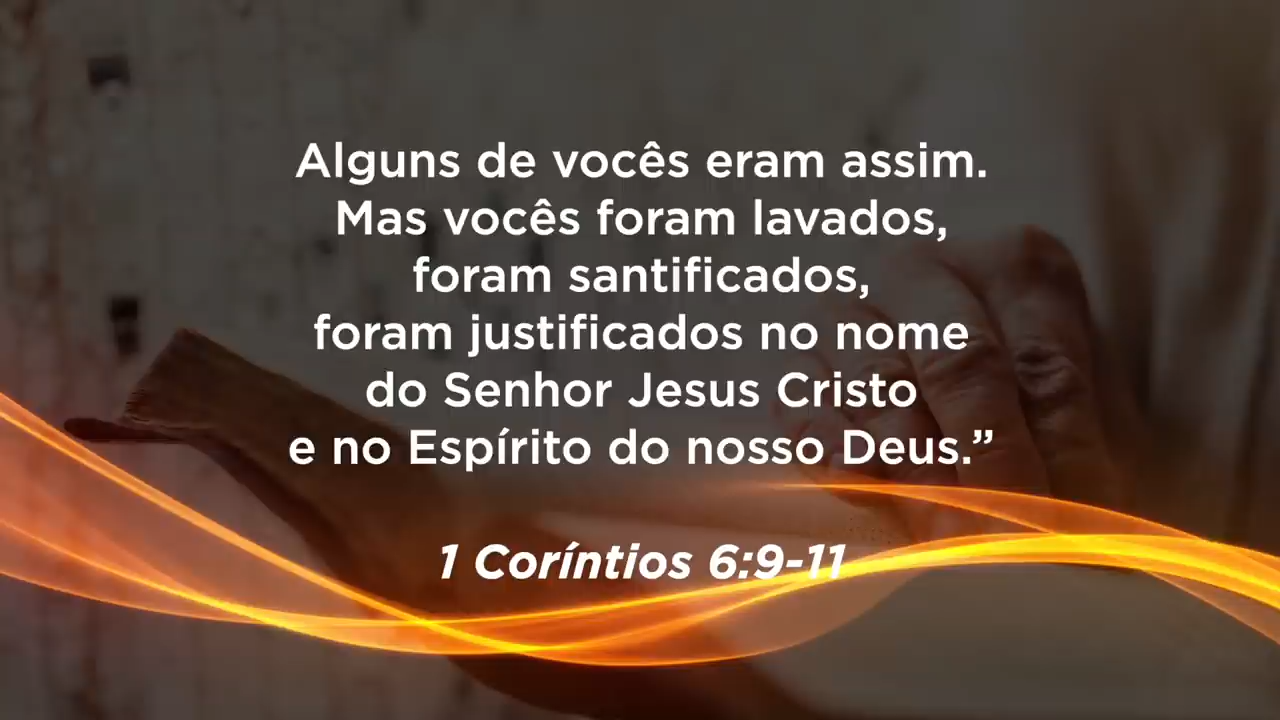 Alguns de vocês eram assim.
Mas vocês foram lavados,
foram santificados,
foram justificados no nome
do Senhor Jesus Cristo
e no Espírito do nosso Deus.”
1 Coríntios 6:9-11